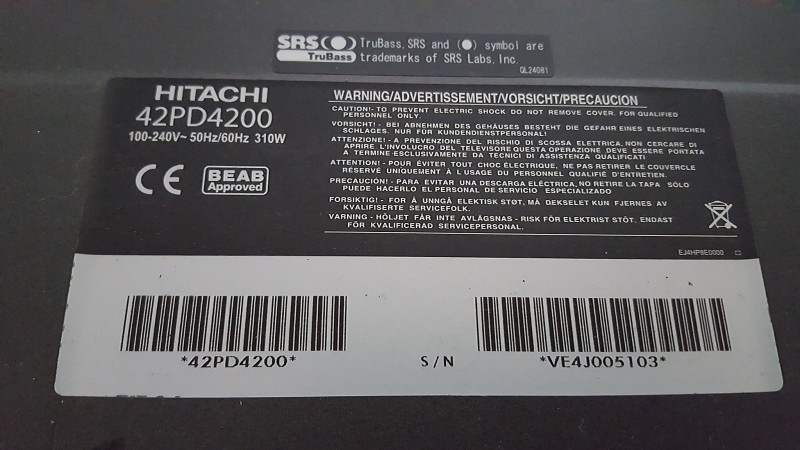 SRS(●) TruBass, SRS and (●) symbol are
TruBass trademarks of SRS Labs, Inc.
QL24081
HITACHI
42PD4200
100-240V~ 50Hz/60Hz 310W
CE BEAB Approved
WARNING/ADVERTISSEMENT/VORSICHT/PRECAUCION
CAUTION!- TO PREVENT ELECTRIC SHOCK DO NOT REMOVE COVER. FOR QUALIFIED
PERSONNEL ONLY.
VORSICHT! - BEI ABNEHMEN DES GEHÄUSES BESTEHT DIE GEFAHR EINES ELEKTRISCHEN
SCHLAGES. NUR FÜR KUNDENDIENSTPERSONAL!
ATTENZIONE! - A PREVENZIONE DEL RISCHIO DI SCOSSA ELETTRICA, NON CERCARE DI
APRIRE L'INVOLUCRO DEL TELEVISORE QUESTA OPERAZIONE DEVE ESSERE PORTATA
A TERMINE ESCLUSIVAMENTE DA TECNICI DI ASSISTENZA QUALIFICATI
ATTENTION! - POUR ÉVITER TOUT CHOC ÉLECTRIQUE, NE PAS RETIRER LE COUVERCLE
RÉSERVÉ UNIQUEMENT À L'USAGE DU PERSONNEL QUALIFIÉ D'ENTRETIEN.
PRECAUCIÓN! - PARA EVITAR UNA DESCARGA ELÉCTRICA, NO RETIRE LA TAPA SÓLO
PUEDE HACERLO EL PERSONAL DE SERVICIO ESPECIALIZADO
FORSIKTIG! - FOR Å UNNGÅ ELEKTISK STØT, MÅ DEKSELET KUN FJERNES AV
KVALIFISERTE SERVICEFOLK.
VARNING - HÖLJET FÅR INTE AVLÄGSNAS - RISK FÖR ELEKTRIST STÖT. ENDAST
FÖR KVALIFICERAD SERVICEPERSONAL.
EJ4HP8E0000
*42PD4200* S/N *VE4J005103*